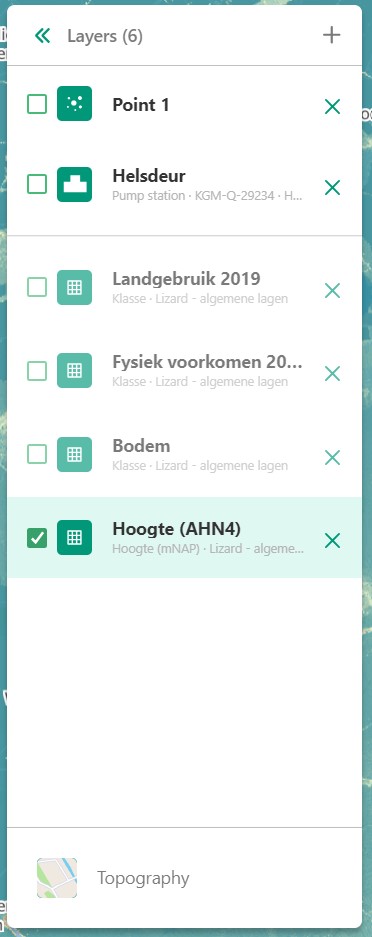 Layers (6)
Point 1
Helsdeur
Pump station · KGM-Q-29234 · H...
Landgebruik 2019
Klasse · Lizard - algemene lagen
Fysiek voorkomen 20...
Klasse · Lizard - algemene lagen
Bodem
Klasse · Lizard - algemene lagen
Hoogte (AHN4)
Hoogte (mNAP) · Lizard - algeme...
Topography